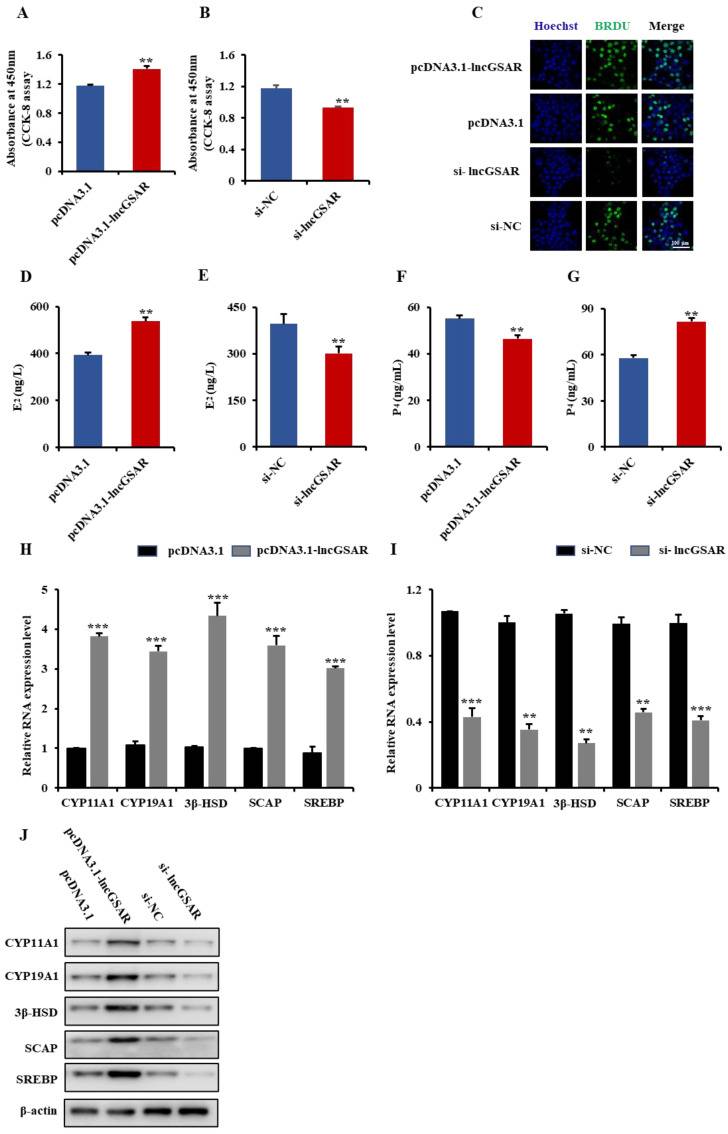 A
Absorbance at 450nm
(CCK-8 assay
1.6
1.2
0.8
0.4
0
**
pcDNA3.1
pcDNA3.1-lncGSAR
B
Absorbance at 450nm
(CCK-8 assay
1.6
1.2
0.8
0.4
0
**
si-NC
si-lncGSAR
C
Hoechst BRDU Merge
pcDNA3.1-lncGSAR
pcDNA3.1
si- lncGSAR
si-NC
100 μm
D
E2 (ng/L)
600
400
200
0
**
pcDNA3.1
pcDNA3.1-lncGSAR
E
E2 (ng/L)
450
300
150
0
**
si-NC
si-lncGSAR
F
P4 (ng/mL)
60
40
20
0
**
pcDNA3.1
pcDNA3.1-lncGSAR
G
P4 (ng/mL)
90
60
30
0
**
si-NC
si-lncGSAR
H
pcDNA3.1 pcDNA3.1-lncGSAR
Relative RNA expression level
5
4
3
2
1
0
*** *** *** *** ***
CYP11A1 CYP19A1 3β-HSD SCAP SREBP
I
si-NC si- lncGSAR
Relative RNA expression level
1.2
0.8
0.4
0
*** ** ** ** ***
CYP11A1 CYP19A1 3β-HSD SCAP SREBP
J
pcDNA3.1
pcDNA3.1-lncGSAR
si-NC
si-lncGSAR
CYP11A1
CYP19A1
3β-HSD
SCAP
SREBP
β-actin